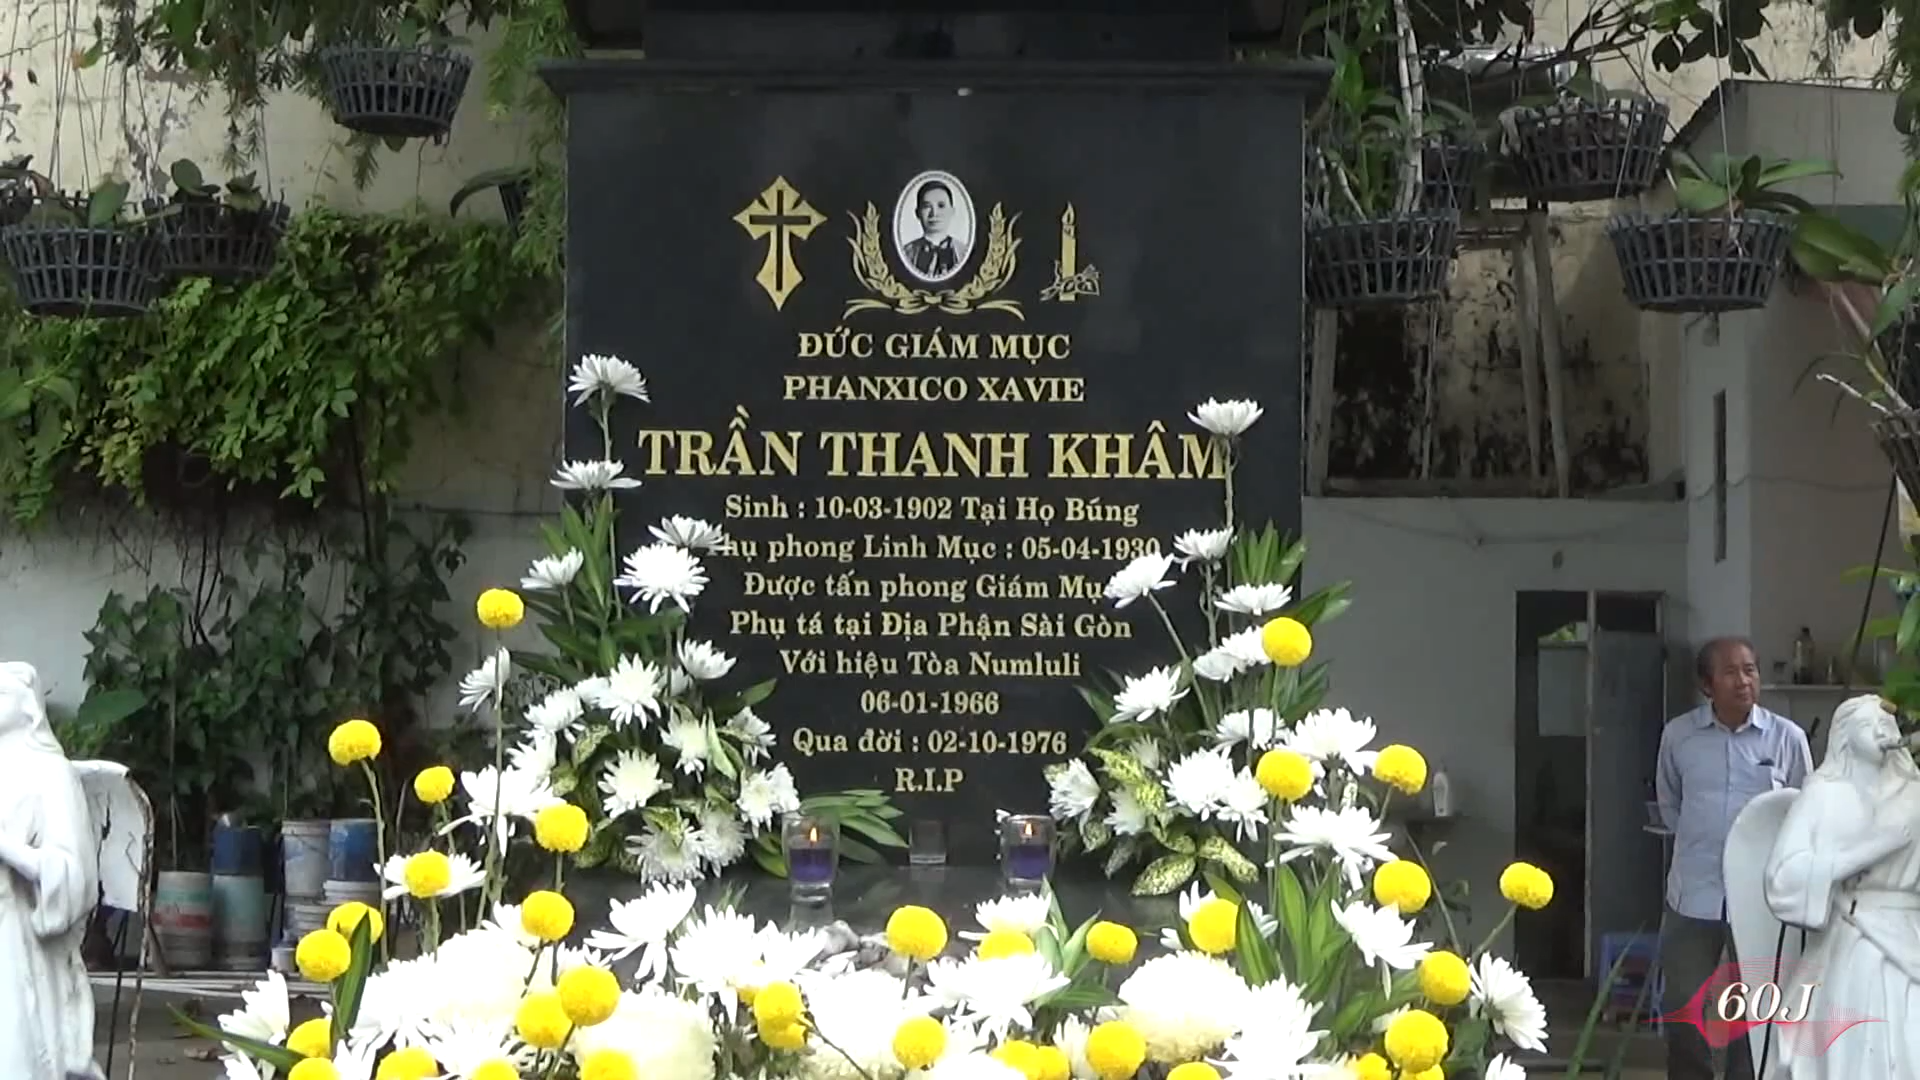 ĐỨC GIÁM MỤC
PHANXICO XAVIE
TRẦN THANH KHÂM
Sinh : 10-03-1902 Tại Họ Búng
Thụ phong Linh Mục : 05-04-1930
Được tấn phong Giám Mục
Phụ tá tại Địa Phận Sài Gòn
Với hiệu Tòa Numluli
06-01-1966
Qua đời : 02-10-1976
R.I.P
60J